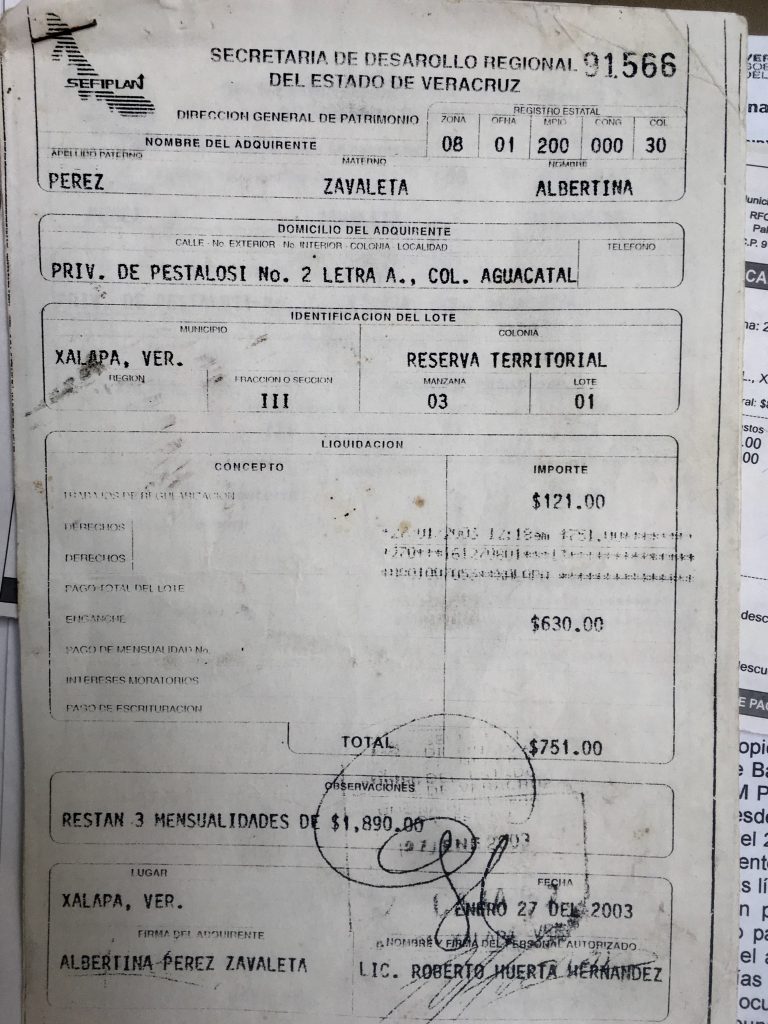 SEFIPLAN
SECRETARIA DE DESAROLLO REGIONAL
DEL ESTADO DE VERACRUZ
91566
DIRECCION GENERAL DE PATRIMONIO
REGISTRO ESTATAL
ZONA OFNA MPIO CONG COL
08 01 200 000 30
NOMBRE DEL ADQUIRENTE
APELLIDO PATERNO MATERNO NOMBRE
PEREZ ZAVALETA ALBERTINA
DOMICILIO DEL ADQUIRENTE
CALLE - No. EXTERIOR No. INTERIOR - COLONIA - LOCALIDAD TELEFONO
PRIV. DE PESTALOSI No. 2 LETRA A., COL. AGUACATAL
IDENTIFICACION DEL LOTE
MUNICIPIO COLONIA
XALAPA, VER. RESERVA TERRITORIAL
REGION FRACCION O SECCION MANZANA LOTE
III 03 01
LIQUIDACION
CONCEPTO IMPORTE
TRABAJOS DE REGULARIZACION $121.00
DERECHOS
DERECHOS
PAGO TOTAL DEL LOTE
ENGANCHE $630.00
PAGO DE MENSUALIDAD No.
INTERESES MORATORIOS
PAGO DE ESCRITURACION
TOTAL $751.00
OBSERVACIONES
RESTAN 3 MENSUALIDADES DE $1,890.00
LUGAR FECHA
XALAPA, VER. ENERO 27 DEL 2003
FIRMA DEL ADQUIRENTE NOMBRE Y FIRMA DEL PERSONAL AUTORIZADO
ALBERTINA PEREZ ZAVALETA LIC. ROBERTO HUERTA HERNANDEZ